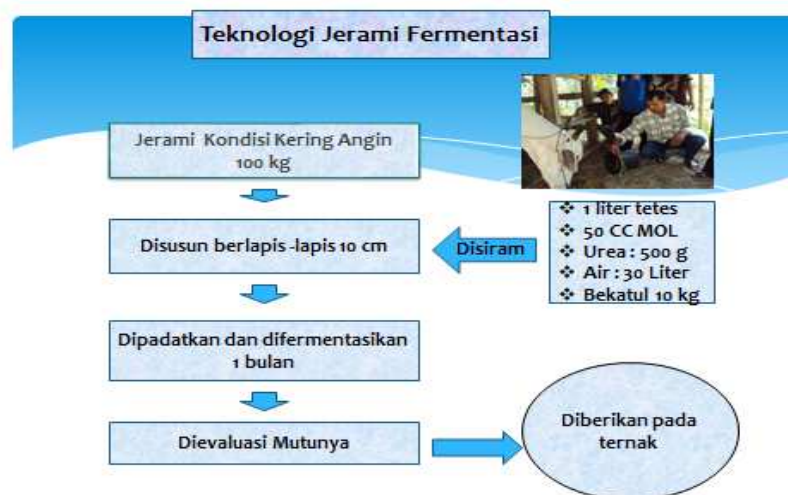 Teknologi Jerami Fermentasi
Jerami Kondisi Kering Angin
100 kg
Disusun berlapis -lapis 10 cm
Disiram
❖ 1 liter tetes
❖ 50 CC MOL
❖ Urea : 500 g
❖ Air : 30 Liter
❖ Bekatul 10 kg
Dipadatkan dan difermentasikan
1 bulan
Dievaluasi Mutunya
Diberikan pada
ternak